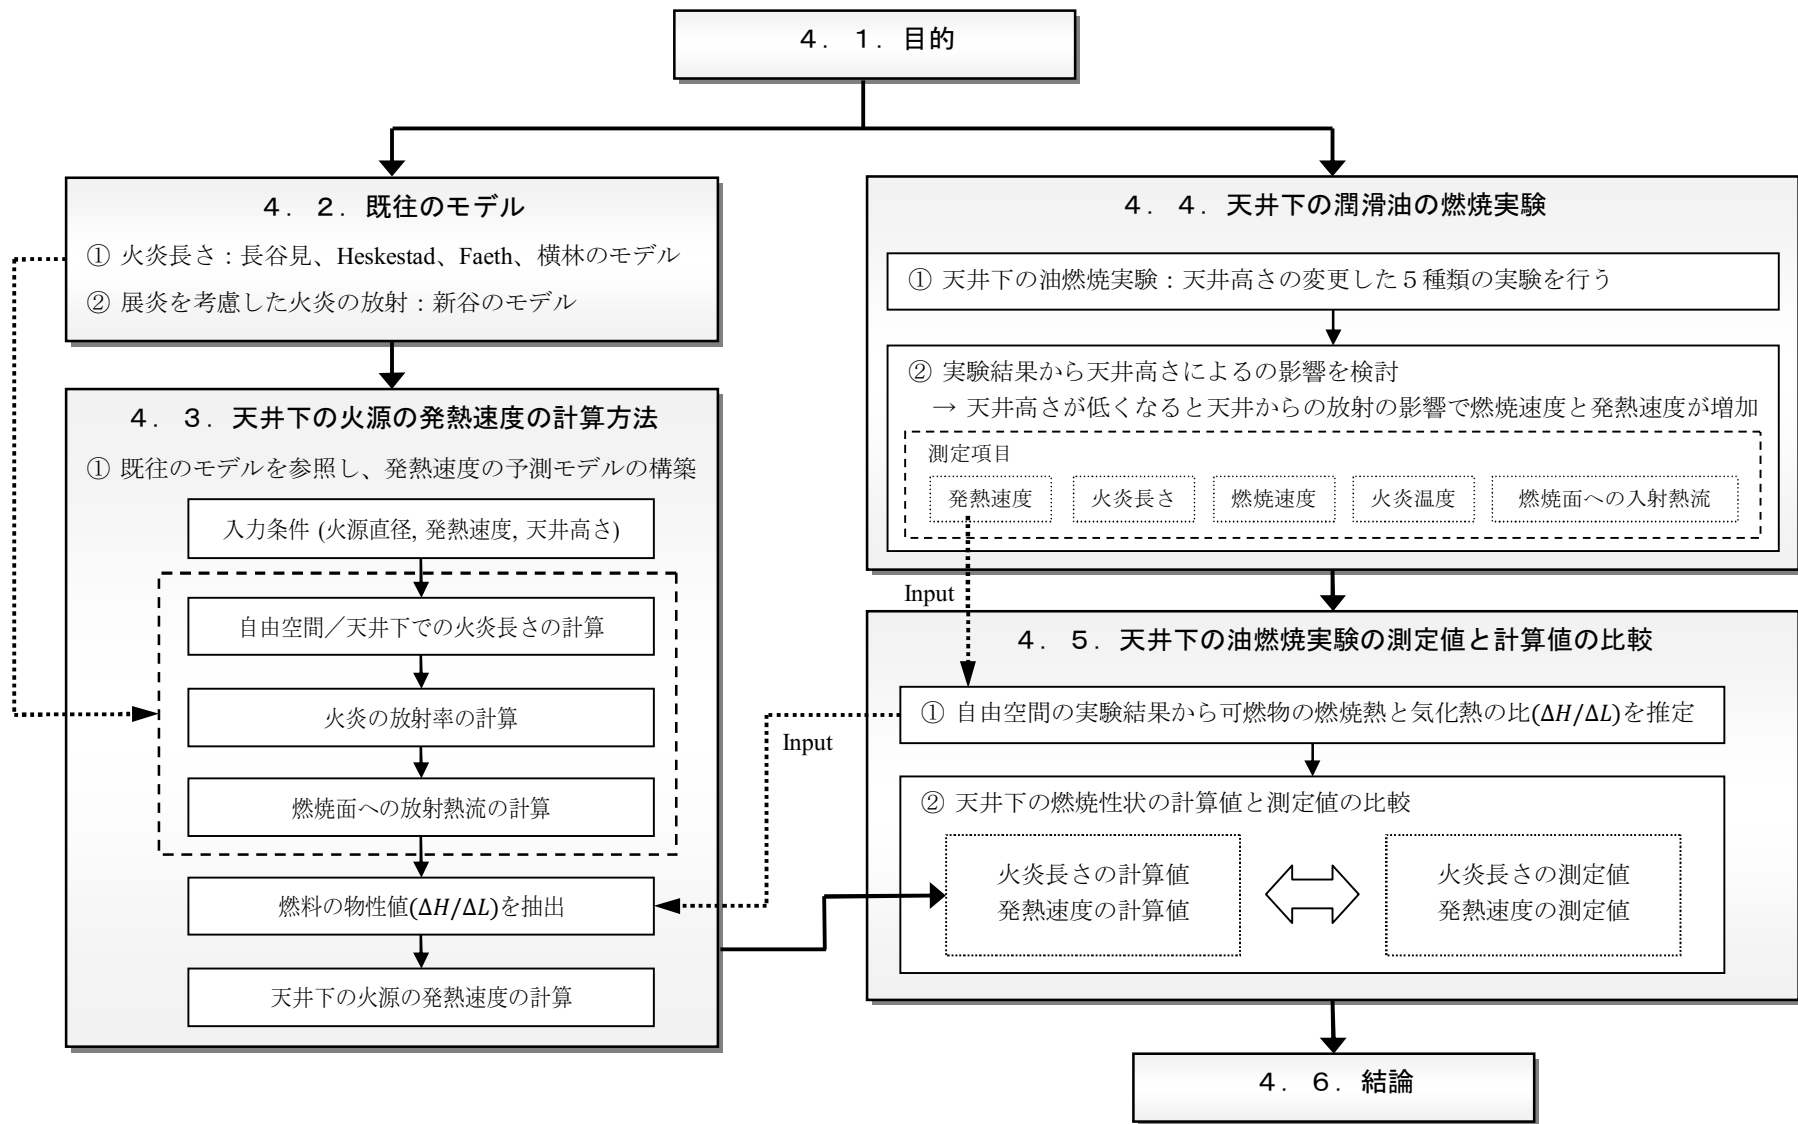 ４．１．目的
４．２．既往のモデル
① 火炎長さ：長谷見、Heskestad、Faeth、横林のモデル
② 展炎を考慮した火炎の放射：新谷のモデル
４．３．天井下の火源の発熱速度の計算方法
① 既往のモデルを参照し、発熱速度の予測モデルの構築
入力条件 (火源直径, 発熱速度, 天井高さ)
自由空間／天井下での火炎長さの計算
火炎の放射率の計算
燃焼面への放射熱流の計算
燃料の物性値(ΔH/ΔL)を抽出
天井下の火源の発熱速度の計算
４．４．天井下の潤滑油の燃焼実験
① 天井下の油燃焼実験：天井高さの変更した５種類の実験を行う
② 実験結果から天井高さによるの影響を検討
→ 天井高さが低くなると天井からの放射の影響で燃焼速度と発熱速度が増加
測定項目
発熱速度
火炎長さ
燃焼速度
火炎温度
燃焼面への入射熱流
Input
４．５．天井下の油燃焼実験の測定値と計算値の比較
① 自由空間の実験結果から可燃物の燃焼熱と気化熱の比(ΔH/ΔL)を推定
Input
② 天井下の燃焼性状の計算値と測定値の比較
火炎長さの計算値
発熱速度の計算値
火炎長さの測定値
発熱速度の測定値
４．６．結論